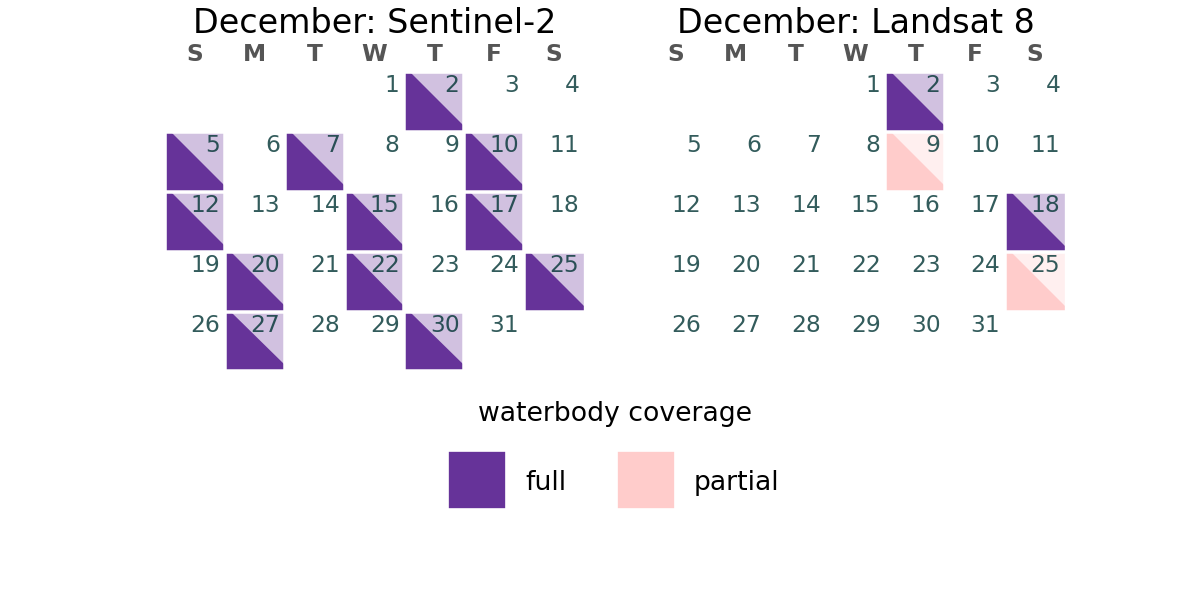 December: Sentinel-2
S M T W T F S
1 2 3 4
5 6 7 8 9 10 11
12 13 14 15 16 17 18
19 20 21 22 23 24 25
26 27 28 29 30 31
December: Landsat 8
S M T W T F S
1 2 3 4
5 6 7 8 9 10 11
12 13 14 15 16 17 18
19 20 21 22 23 24 25
26 27 28 29 30 31
waterbody coverage
full
partial